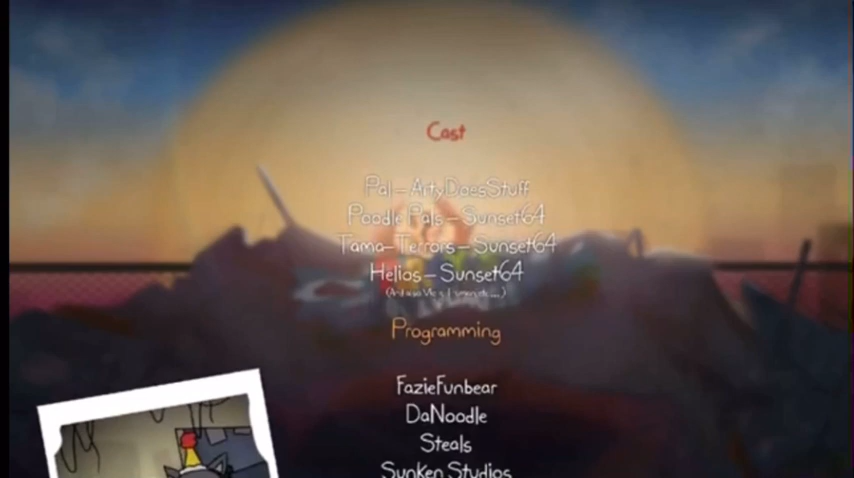 Cast
Pal – ArtyDoesStuff
Poodle Pals – Sunset64
Tama-Terrors – Sunset64
Helios – Sunset64
Programming
FazieFunbear
DaNoodle
Steals
Sunken Studios